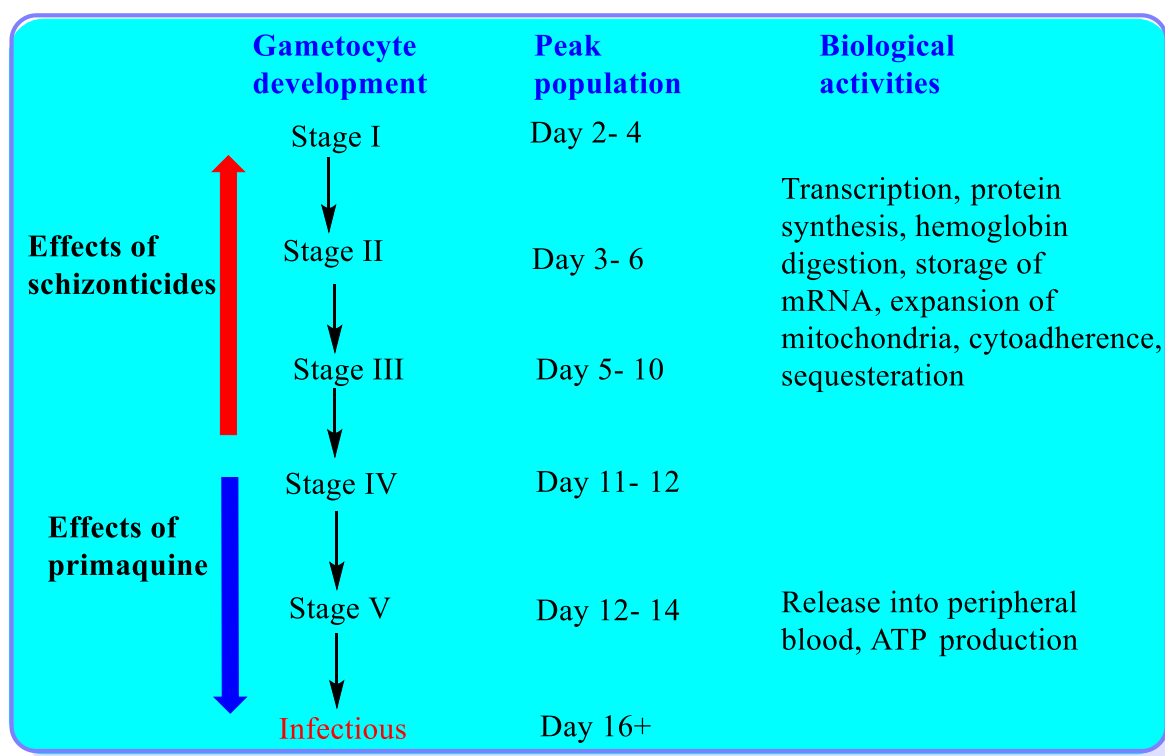 Gametocyte
development
Peak
population
Biological
activities
Stage I
Day 2- 4
Transcription, protein
synthesis, hemoglobin
digestion, storage of
mRNA, expansion of
mitochondria, cytoadherence,
sequesteration
Effects of
schizonticides
Stage II
Day 3- 6
Stage III
Day 5- 10
Stage IV
Day 11- 12
Effects of
primaquine
Stage V
Day 12- 14
Release into peripheral
blood, ATP production
Infectious
Day 16+